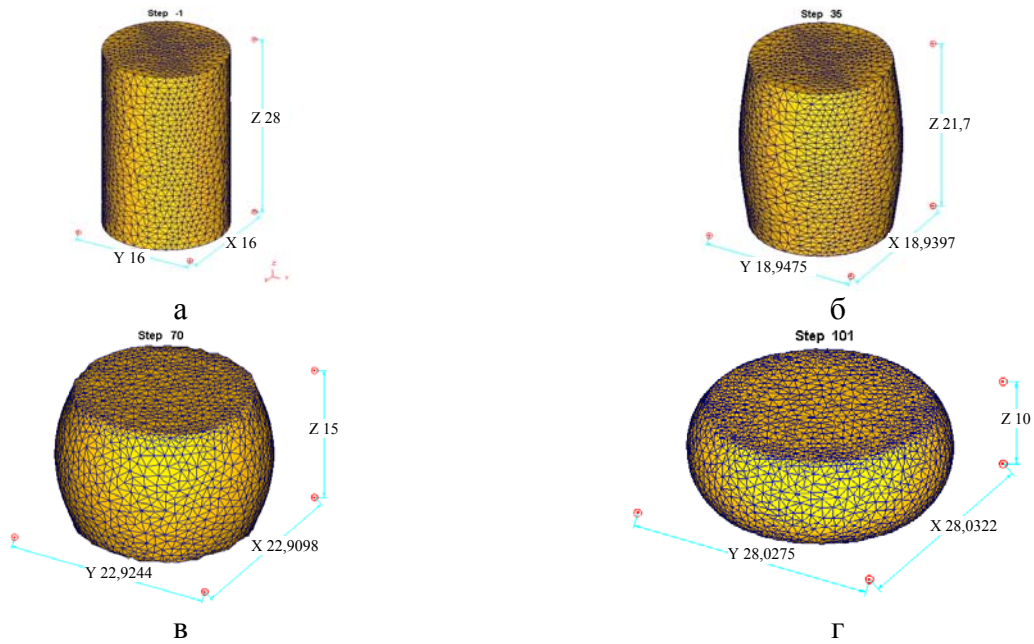 Step -1
Z 28
X 16
Y 16
а
Step 35
Z 21,7
X 18,9397
Y 18,9475
б
Step 70
Z 15
X 22,9098
Y 22,9244
в
Step 101
Z 10
X 28,0322
Y 28,0275
г